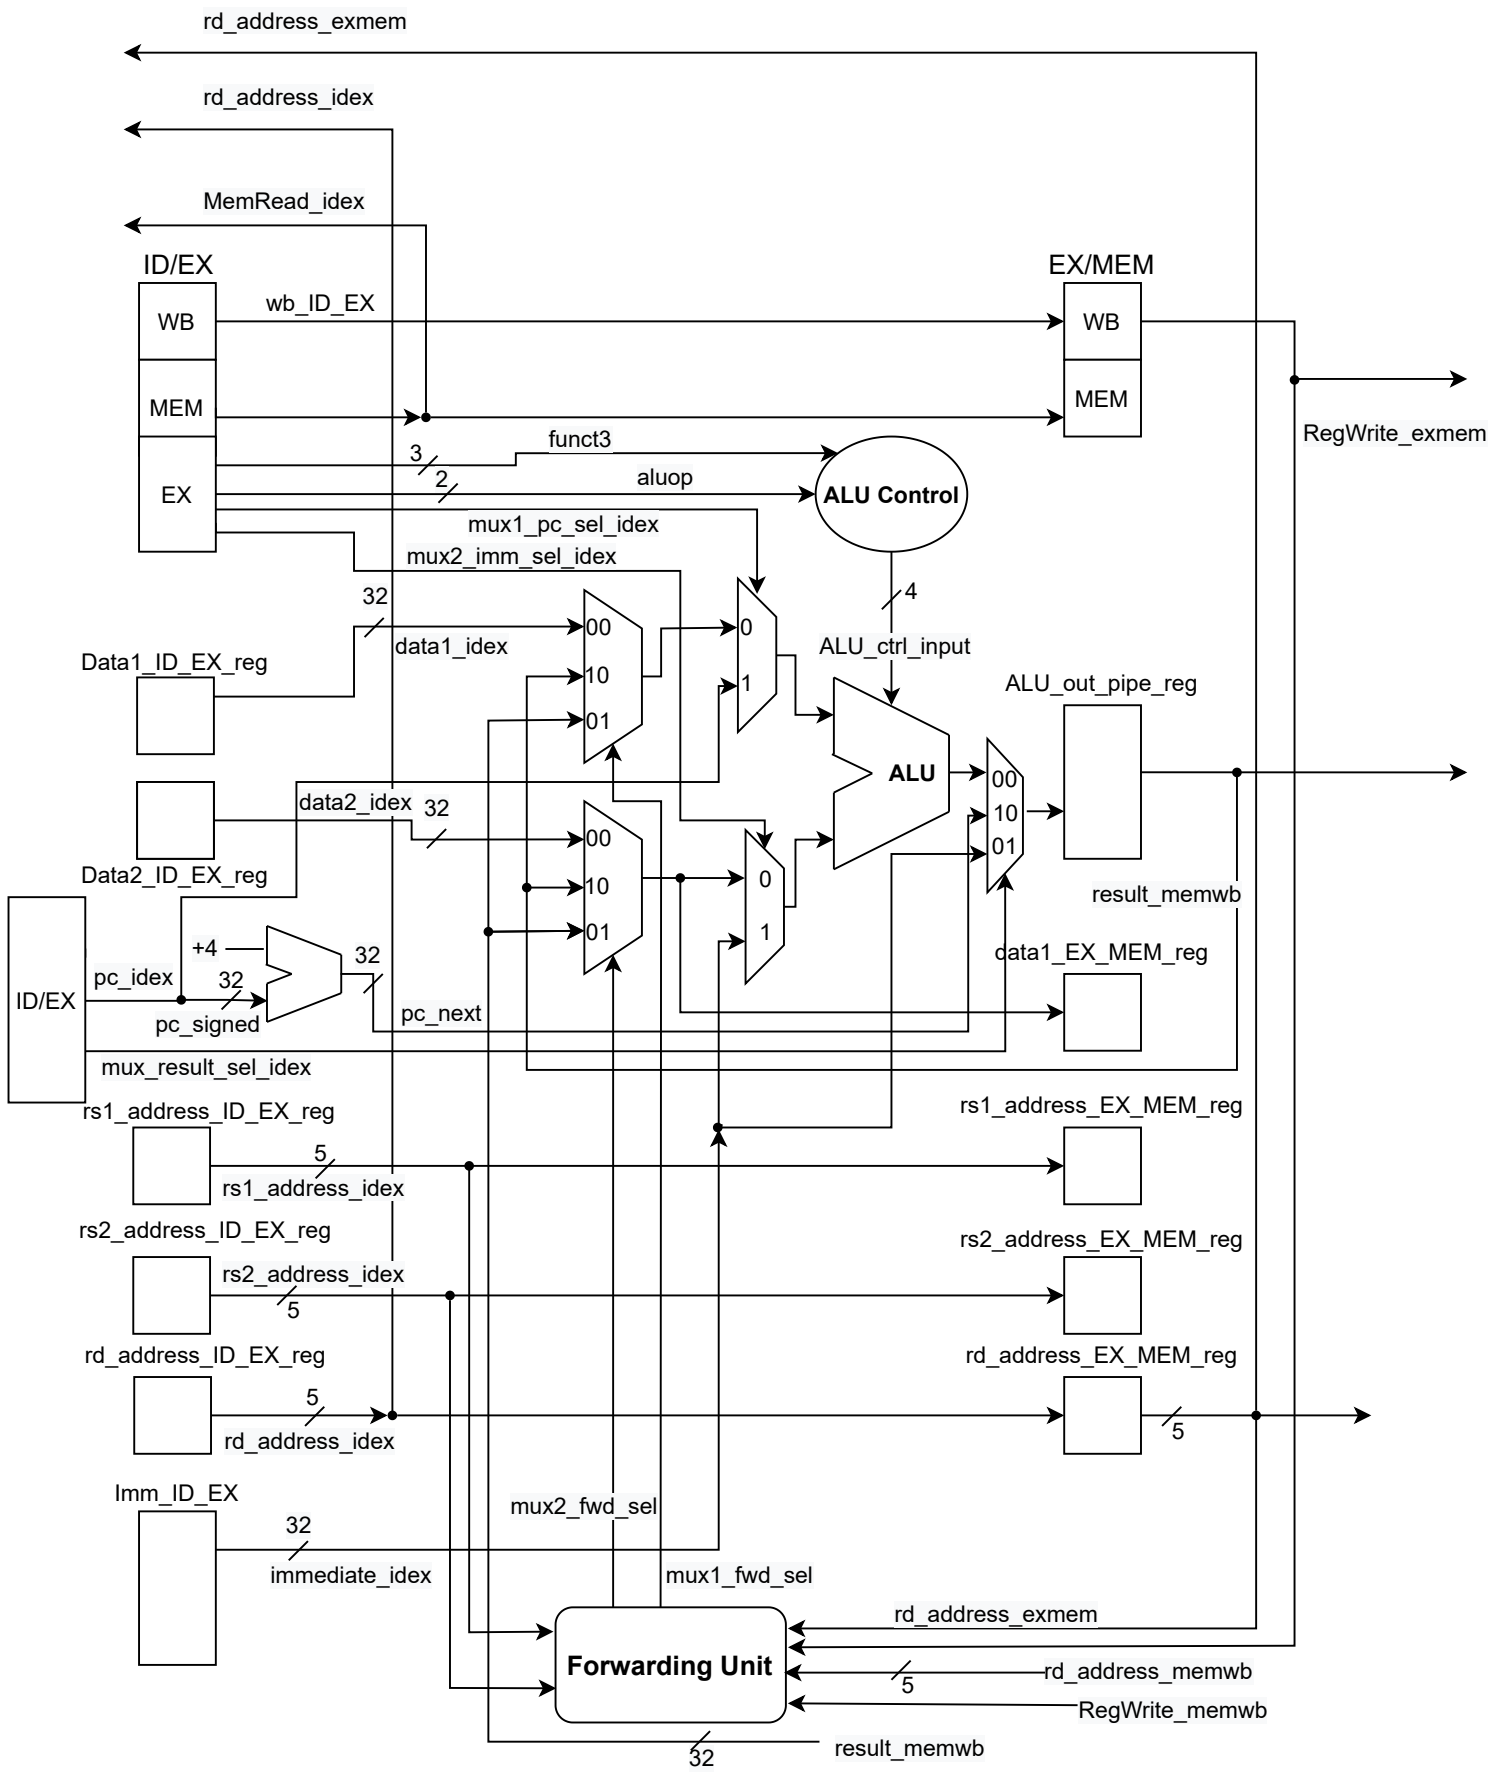 rd_address_exmem
rd_address_idex
MemRead_idex
ID/EX
EX/MEM
WB
wb_ID_EX
WB
MEM
MEM
RegWrite_exmem
3
funct3
2
aluop
EX
ALU Control
mux1_pc_sel_idex
mux2_imm_sel_idex
32
4
00
0
data1_idex
ALU_ctrl_input
Data1_ID_EX_reg
10
1
ALU_out_pipe_reg
01
ALU
00
data2_idex
32
10
00
01
Data2_ID_EX_reg
10
0
result_memwb
01
1
+4
32
data1_EX_MEM_reg
pc_idex
32
ID/EX
pc_signed
pc_next
mux_result_sel_idex
rs1_address_ID_EX_reg
rs1_address_EX_MEM_reg
5
rs1_address_idex
rs2_address_ID_EX_reg
rs2_address_EX_MEM_reg
rs2_address_idex
5
rd_address_ID_EX_reg
rd_address_EX_MEM_reg
5
5
rd_address_idex
Imm_ID_EX
mux2_fwd_sel
32
immediate_idex
mux1_fwd_sel
rd_address_exmem
Forwarding Unit
rd_address_memwb
5
RegWrite_memwb
32
result_memwb